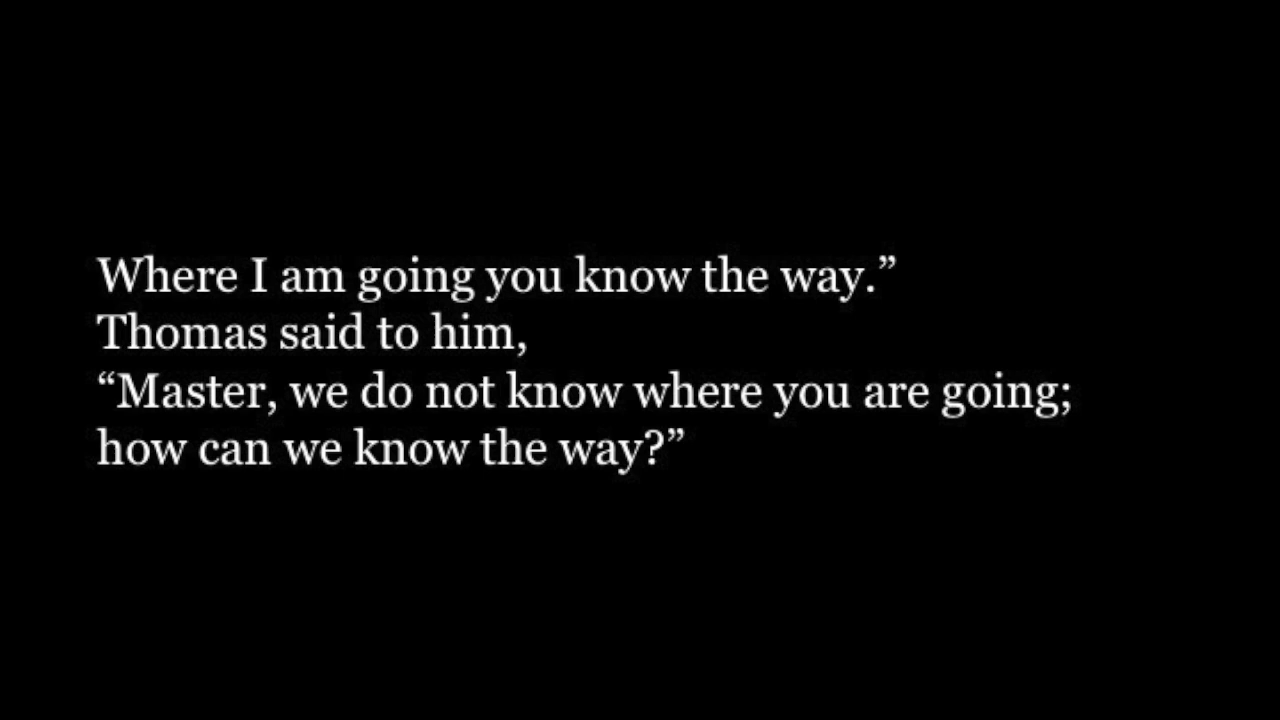 Where I am going you know the way.”
Thomas said to him,
“Master, we do not know where you are going;
how can we know the way?”